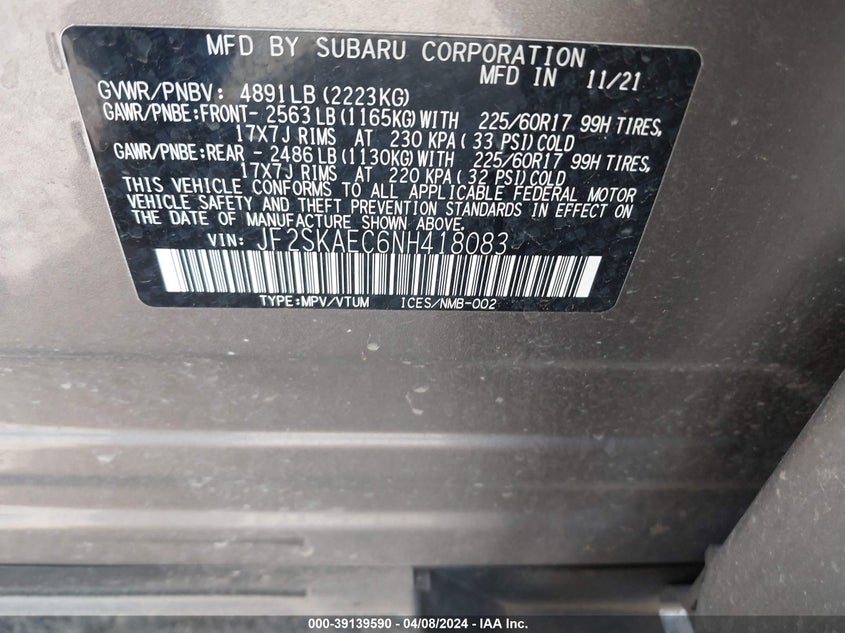 MFD BY SUBARU CORPORATION
MFD IN 11/21
GVWR/PNBV: 4891LB(2223KG)
GAWR/PNBE:FRONT- 2563LB(1165KG)WITH 225/60R17 99H TIRES,
17X7J RIMS AT 230 KPA( 33 PSI)COLD
GAWR/PNBE:REAR - 2486LB(1130KG)WITH 225/60R17 99H TIRES,
17X7J RIMS AT 220 KPA( 32 PSI)COLD
THIS VEHICLE CONFORMS TO ALL APPLICABLE FEDERAL MOTOR
VEHICLE SAFETY AND THEFT PREVENTION STANDARDS IN EFFECT ON
THE DATE OF MANUFACTURE SHOWN ABOVE.
VIN: JF2SKAEC6NH418083
TYPE:MPV/VTUM ICES/NMB-002
000-39139590 - 04/08/2024 - IAA Inc.